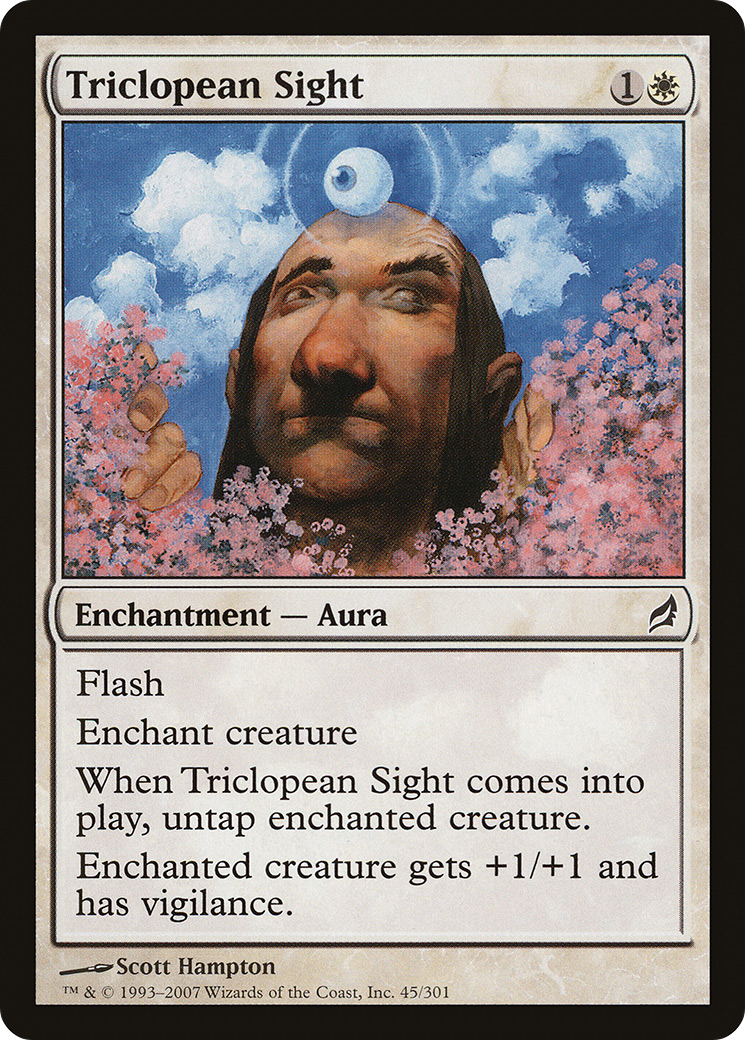 Triclopean Sight 1
Enchantment — Aura
Flash
Enchant creature
When Triclopean Sight comes into
play, untap enchanted creature.
Enchanted creature gets +1/+1 and
has vigilance.
Scott Hampton
™ & © 1993–2007 Wizards of the Coast, Inc. 45/301